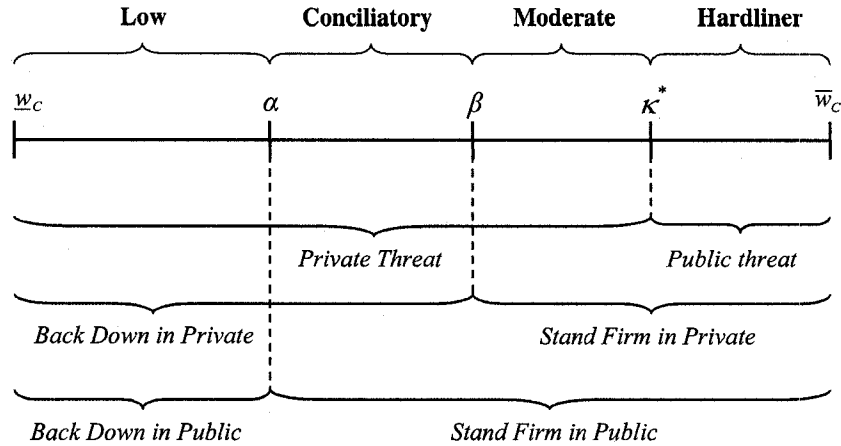 Low Conciliatory Moderate Hardliner
w_C α β κ* w̅_C
Private Threat Public threat
Back Down in Private Stand Firm in Private
Back Down in Public Stand Firm in Public